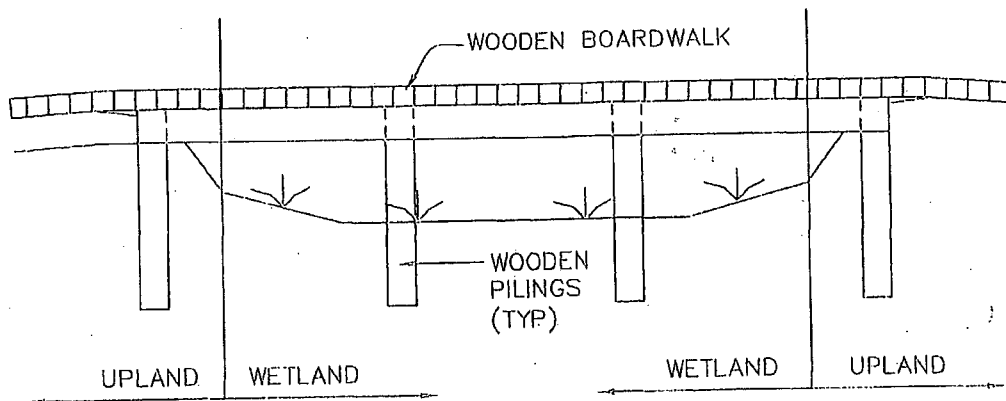 WOODEN BOARDWALK
WOODEN
PILINGS
(TYP)
UPLAND
WETLAND
WETLAND
UPLAND